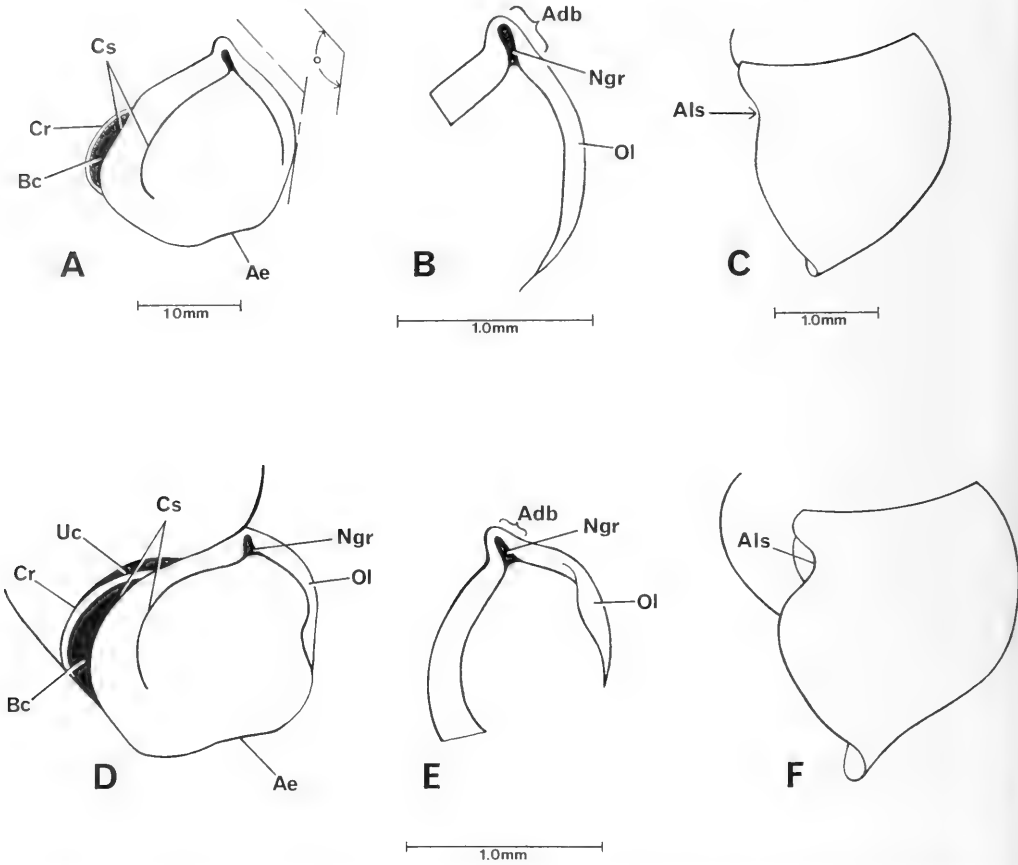 Cs
Cr
Bc
Ae
A
10mm
Adb
Ngr
Ol
B
1.0mm
Als
C
1.0mm
Cs
Uc
Cr
Bc
Ngr
Ol
Ae
D
Adb
Ngr
Ol
E
1.0mm
Als
F